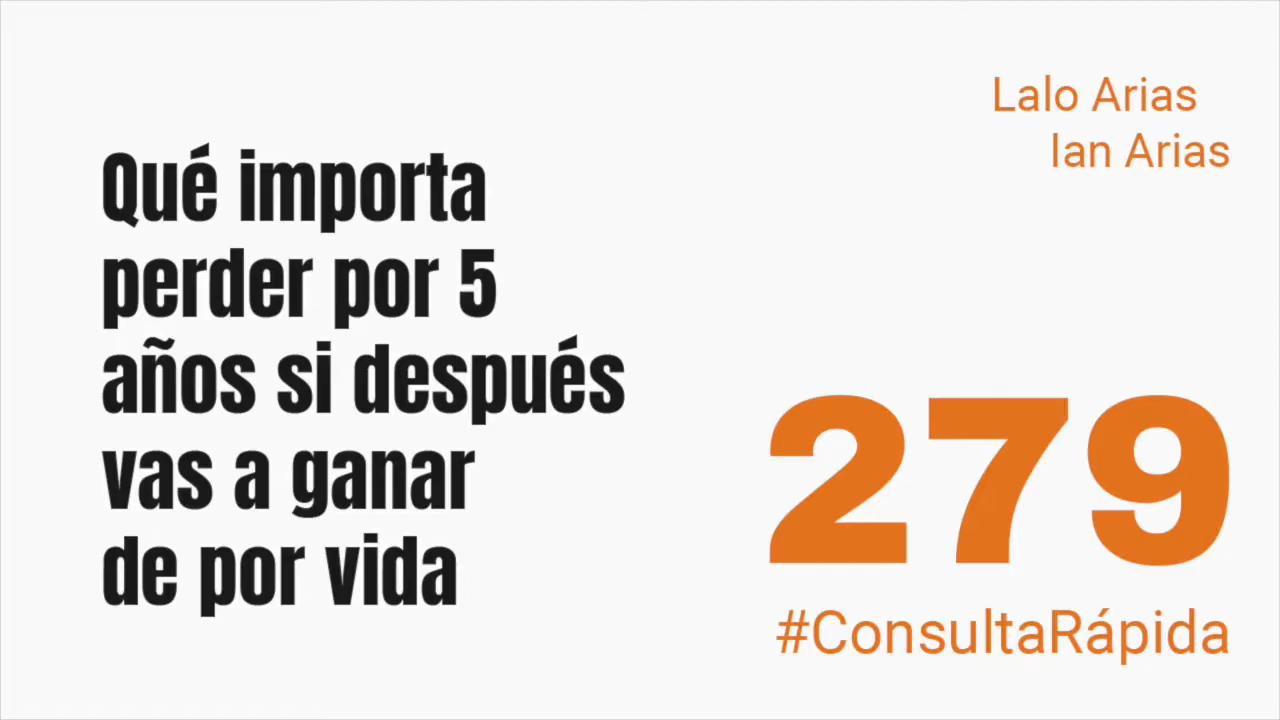 Lalo Arias
Ian Arias
Qué importa
perder por 5
años si después
vas a ganar
de por vida
279
#ConsultaRápida